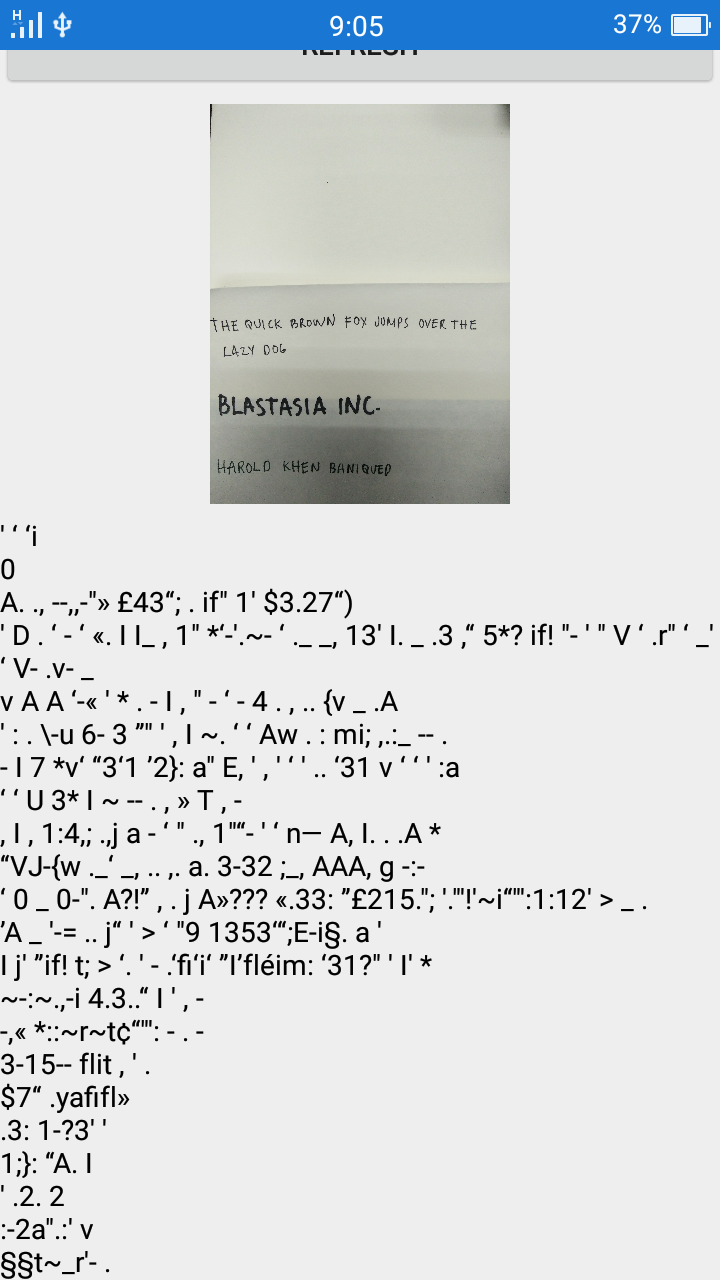 9:05
37%
REFRESH
THE QUICK BROWN FOX JUMPS OVER THE
LAZY DOG
BLASTASIA INC.
HAROLD KHEN BANIQUED
' ‘ ‘i
0
A. ., --,,-"» £43“; . if" 1' $3.27“)
' D . ‘ - ‘ «. I I_ , 1" *‘-'.~- ‘ ._ _, 13' I. _ .3 ,“ 5*? if! "- ' " V ‘ .r" ‘ _'
‘ V- .v- _
v A A ‘-« ' * . - I , " - ‘ - 4 . , .. {v _ .A
' : . \-u 6- 3 ”" ' , I ~. ‘ ‘ Aw . : mi; ,.:_ -- .
- I 7 *v‘ “3‘1 ’2}: a" E, ' , ' ‘ ' .. ‘31 v ‘ ‘ ' :a
‘ ‘ U 3* I ~ -- . , » T , -
, I , 1:4,; .,j a - ‘ " ., 1"“- ' ‘ n— A, I. . .A *
“VJ-{w ._‘ _, .. ,. a. 3-32 ;_, AAA, g -:-
‘ 0 _ 0-". A?!” , . j A»??? «.33: ”£215."; '."'!'~i“"':1:12' > _ .
’A _ '-= .. j“ ' > ‘ "9 1353‘“;E-i§. a '
I j' ”if! t; > ‘. ' - .‘fi‘i‘ ”I’fléim: ‘31?" ' I' *
~-:~.,-i 4.3..“ I ' , -
-,« *::~r~t¢“"': - . -
3-15-- flit , ' .
$7“ .yafifl»
.3: 1-?3' '
1;}: “A. I
' .2. 2
:-2a".:' v
§§t~_r'- .